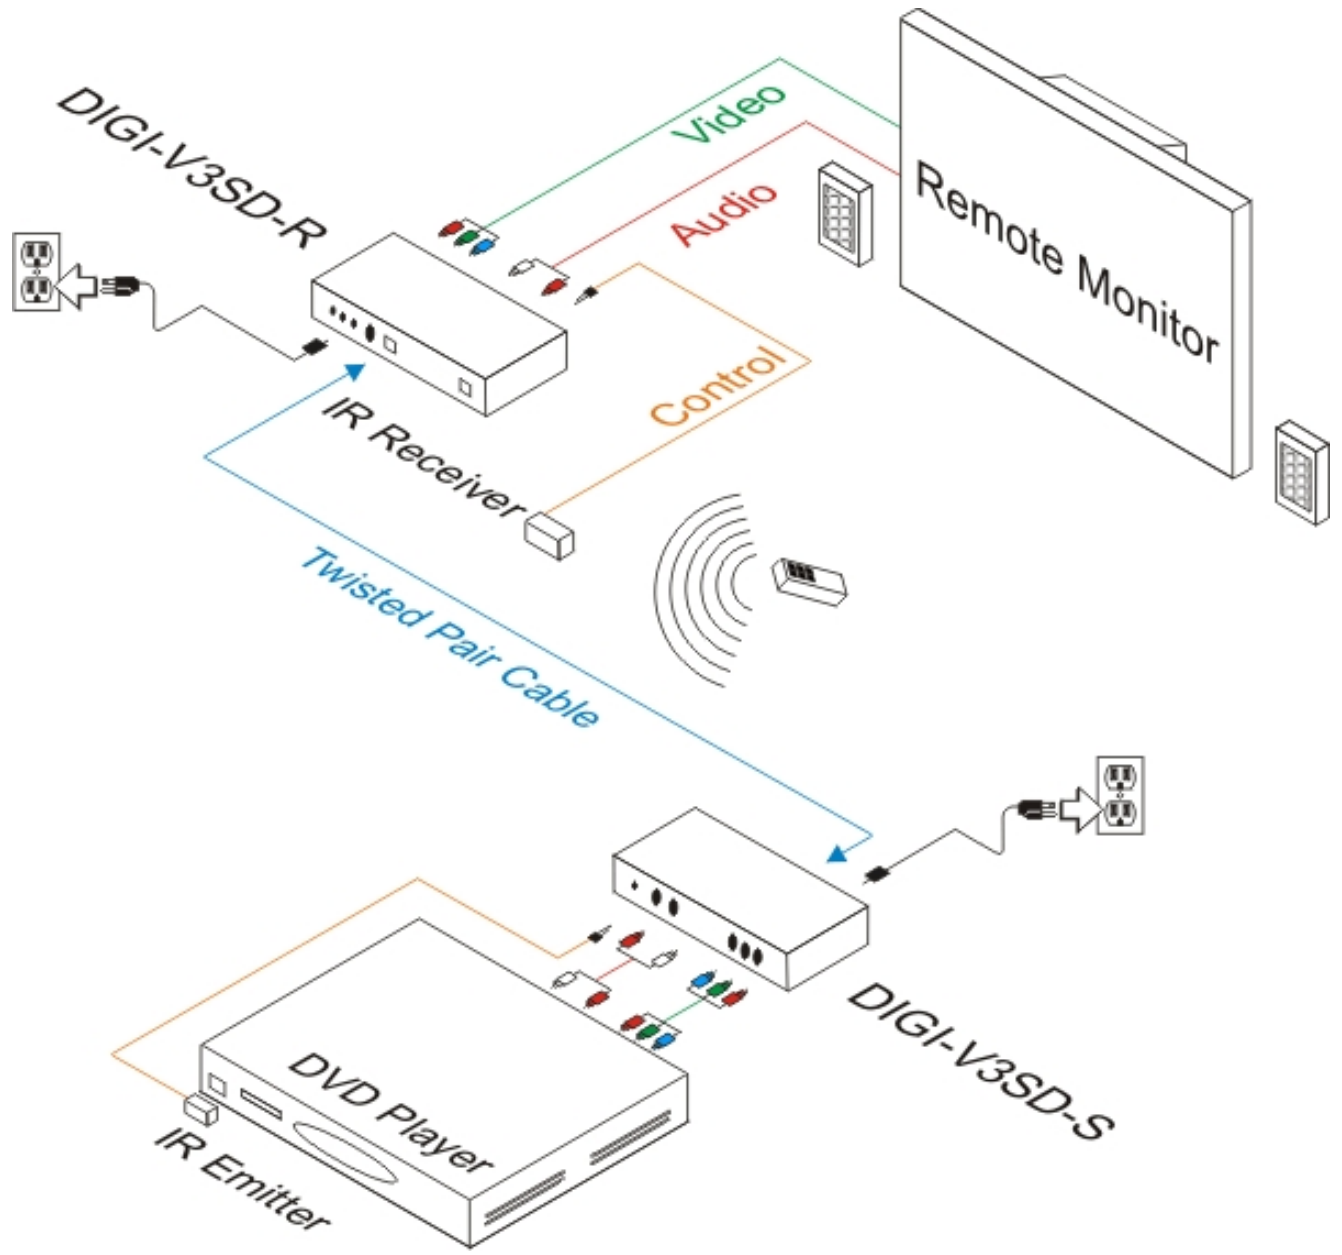 DIGI-V3SD-R
Video
Audio
Remote Monitor
Control
IR Receiver
Twisted Pair Cable
DIGI-V3SD-S
DVD Player
IR Emitter